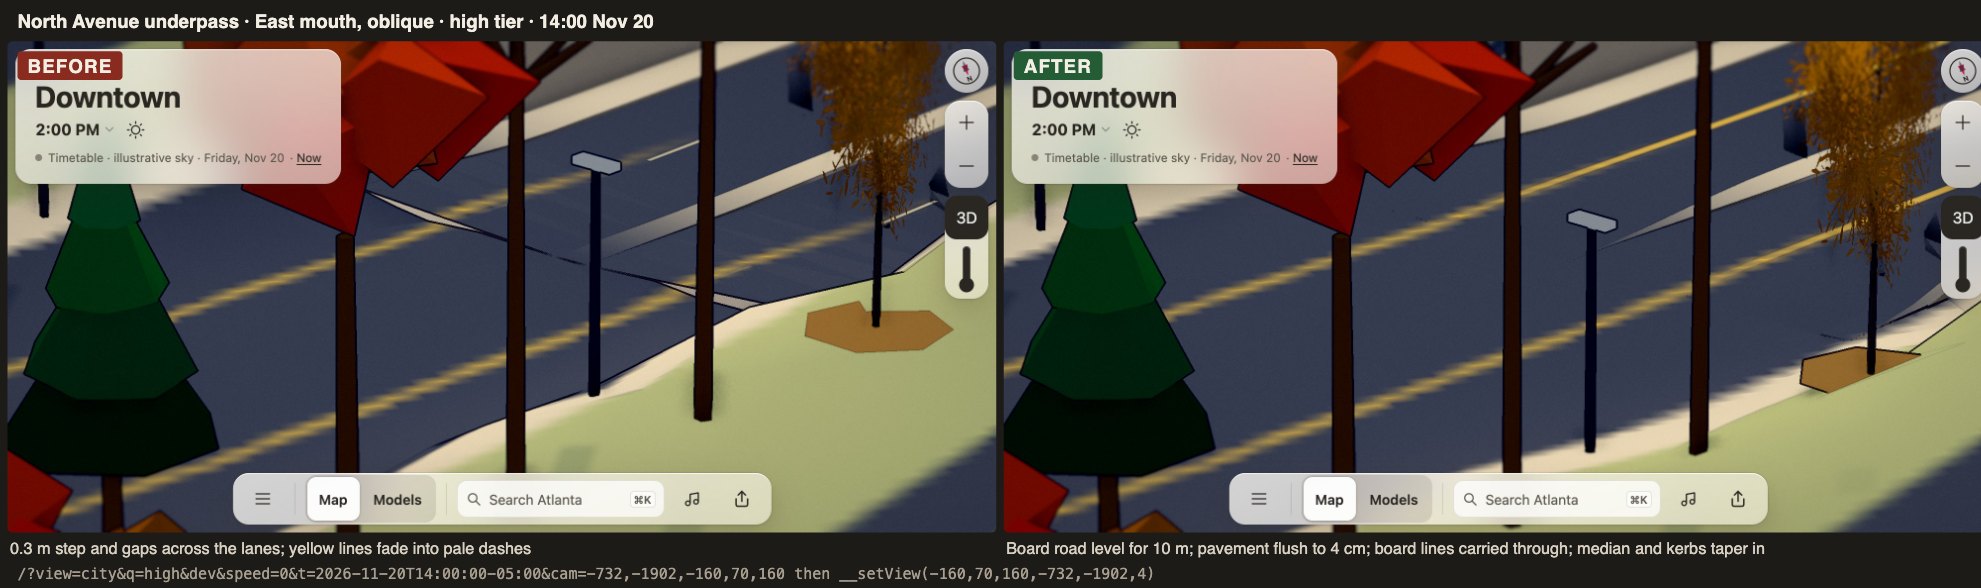 North Avenue underpass · East mouth, oblique · high tier · 14:00 Nov 20
BEFORE
Downtown
2:00 PM
Timetable · illustrative sky · Friday, Nov 20 · Now
N
+
−
3D
Map Models Search Atlanta ⌘K
AFTER
Downtown
2:00 PM
Timetable · illustrative sky · Friday, Nov 20 · Now
N
+
−
3D
Map Models Search Atlanta ⌘K
0.3 m step and gaps across the lanes; yellow lines fade into pale dashes
Board road level for 10 m; pavement flush to 4 cm; board lines carried through; median and kerbs taper in
/?view=city&q=high&dev&speed=0&t=2026-11-20T14:00:00-05:00&cam=-732,-1902,-160,70,160 then __setView(-160,70,160,-732,-1902,4)